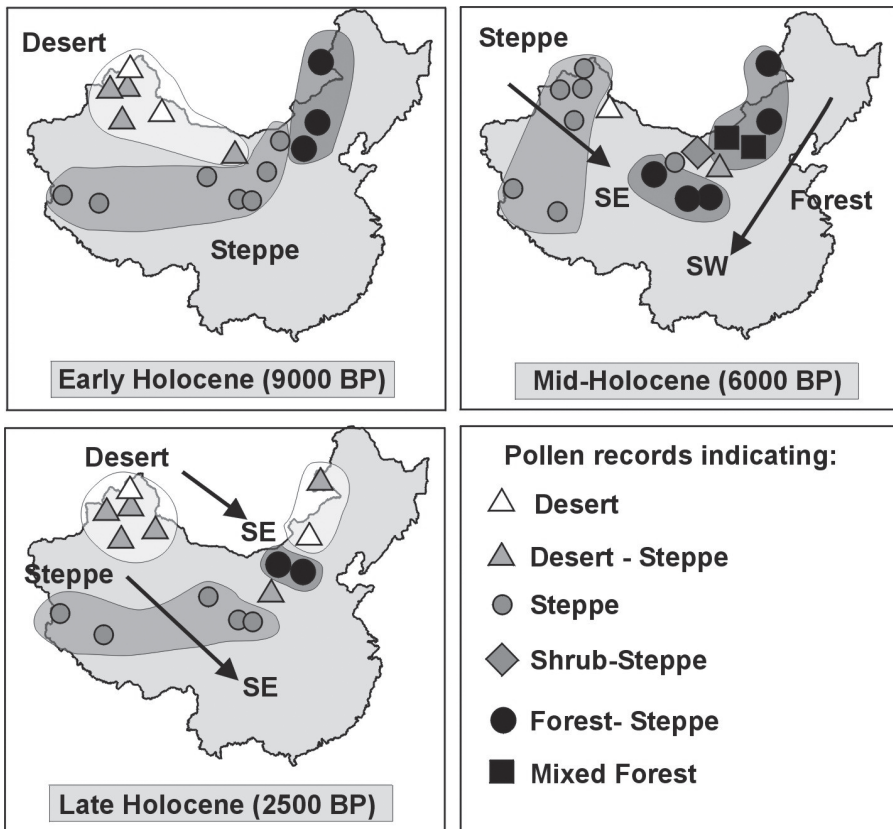 Desert
Steppe
Early Holocene (9000 BP)
Steppe
SE
Forest
SW
Mid-Holocene (6000 BP)
Desert
SE
Steppe
SE
Late Holocene (2500 BP)
Pollen records indicating:
Desert
Desert - Steppe
Steppe
Shrub-Steppe
Forest- Steppe
Mixed Forest